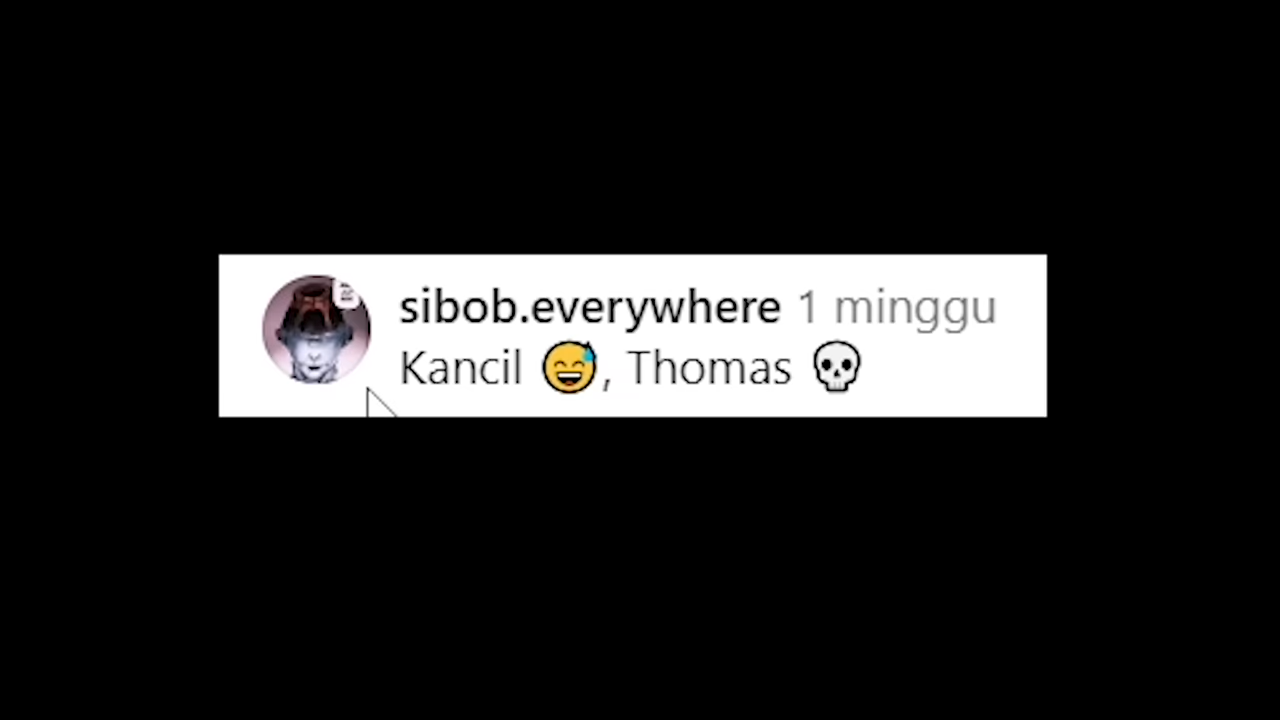 sibob.everywhere 1 minggu
Kancil 😅, Thomas 💀